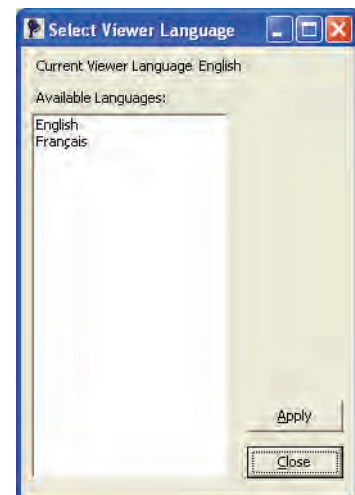 Select Viewer Language
Current Viewer Language English
Available Languages:
English
Français
Apply
Close